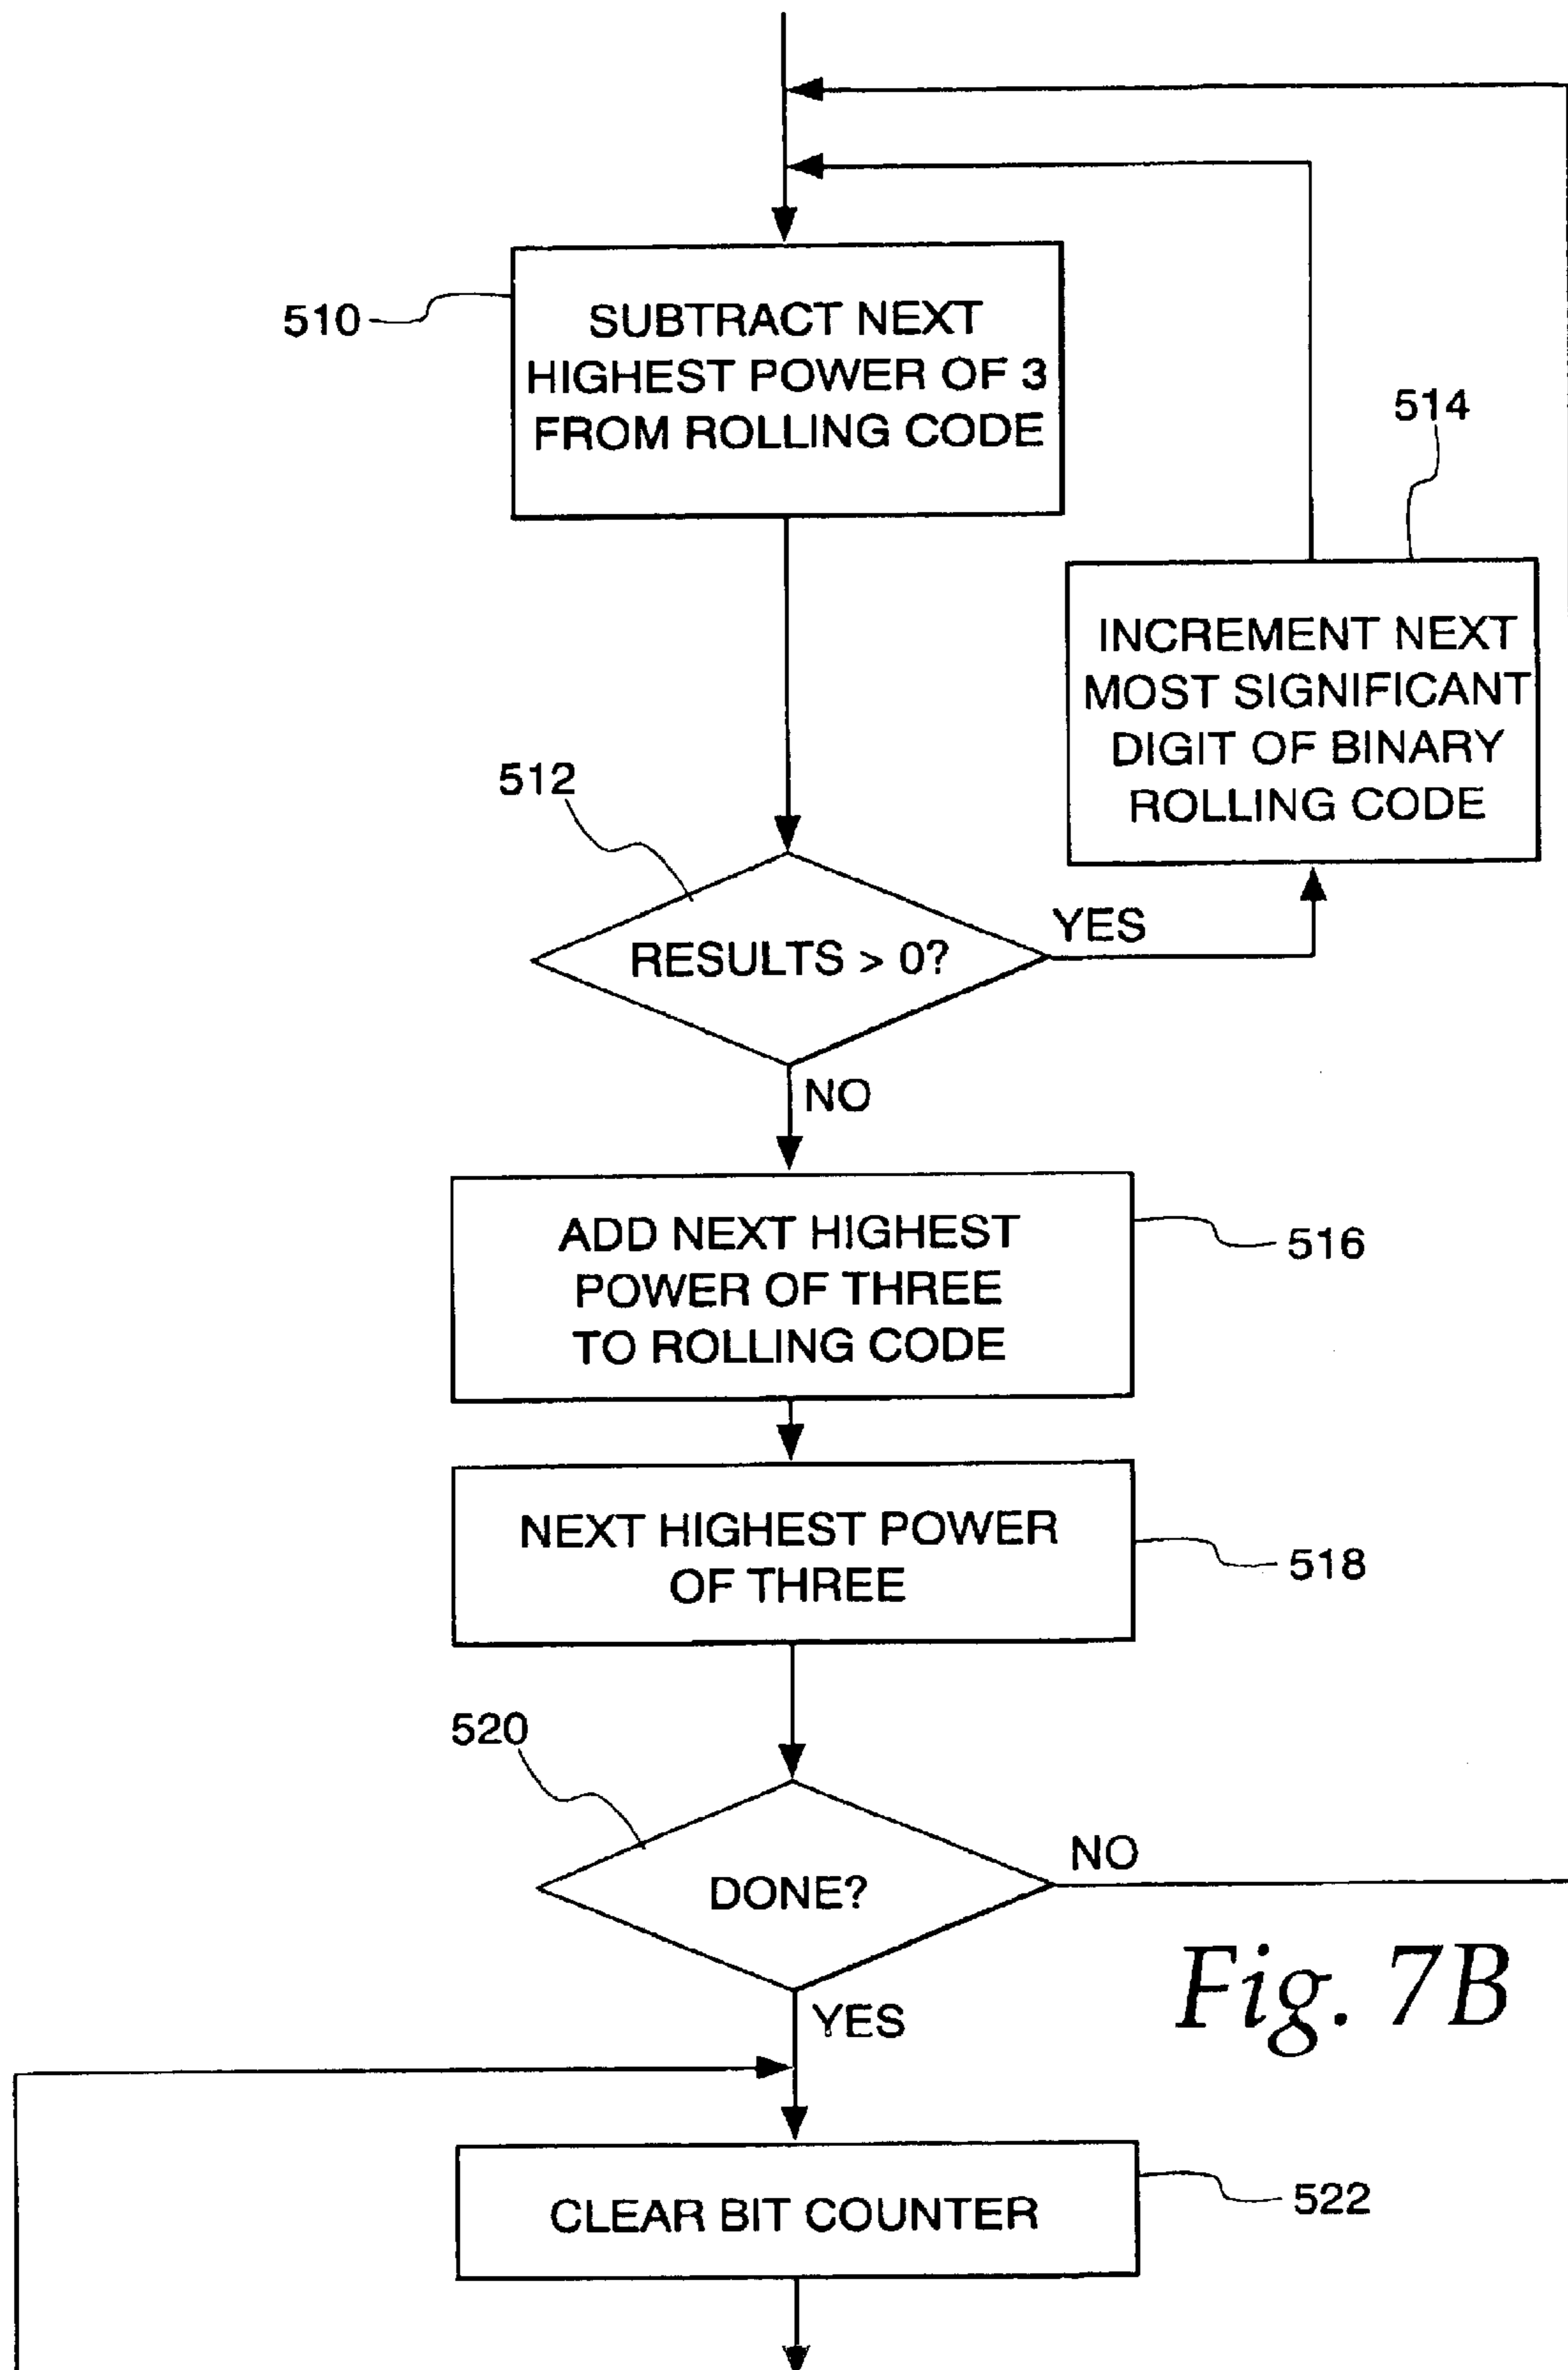 510
SUBTRACT NEXT
HIGHEST POWER OF 3
FROM ROLLING CODE
514
INCREMENT NEXT
MOST SIGNIFICANT
DIGIT OF BINARY
ROLLING CODE
512
RESULTS > 0?
YES
NO
ADD NEXT HIGHEST
POWER OF THREE
TO ROLLING CODE
516
NEXT HIGHEST POWER
OF THREE
518
520
DONE?
NO
YES
Fig. 7B
CLEAR BIT COUNTER
522